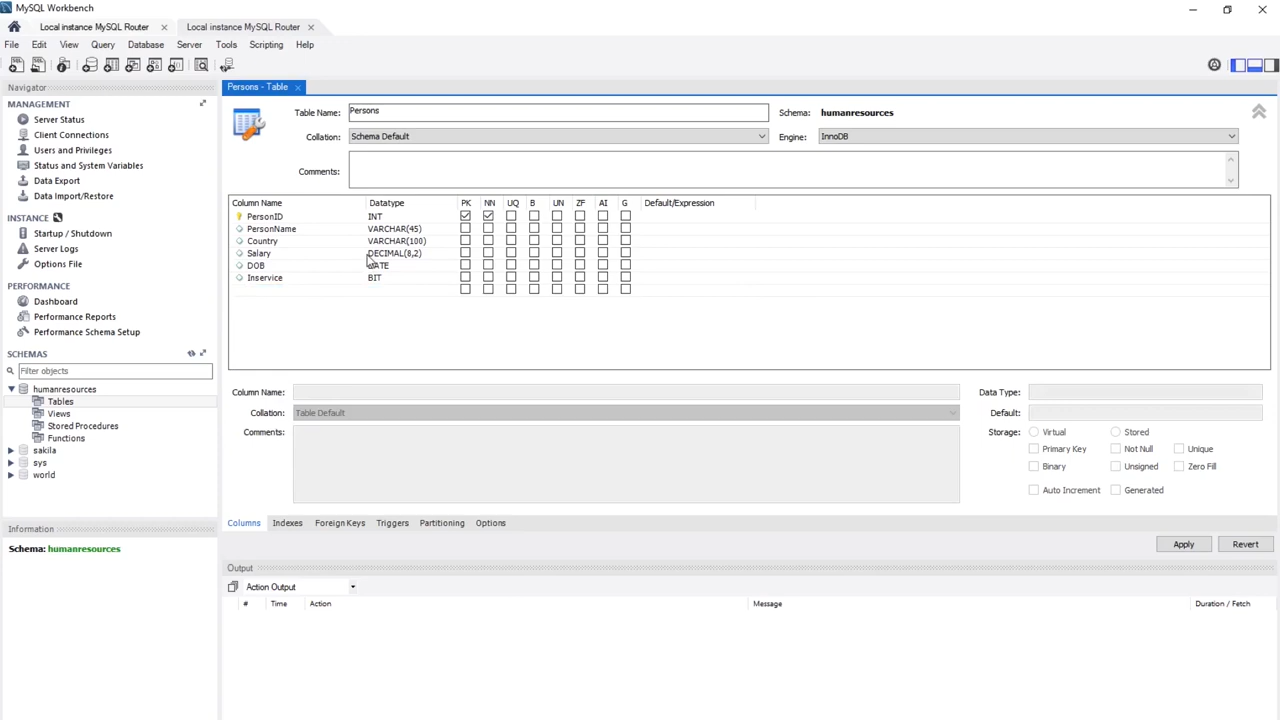 MySQL Workbench
Local instance MySQL Router
Local instance MySQL Router
File Edit View Query Database Server Tools Scripting Help
Navigator
MANAGEMENT
Server Status
Client Connections
Users and Privileges
Status and System Variables
Data Export
Data Import/Restore
INSTANCE
Startup / Shutdown
Server Logs
Options File
PERFORMANCE
Dashboard
Performance Reports
Performance Schema Setup
SCHEMAS
Filter objects
humanresources
Tables
Views
Stored Procedures
Functions
sakila
sys
world
Information
Schema: humanresources
Persons - Table
Table Name: Persons Schema: humanresources
Collation: Schema Default Engine: InnoDB
Comments:
Column Name Datatype PK NN UQ B UN ZF AI G Default/Expression
PersonID INT
PersonName VARCHAR(45)
Country VARCHAR(100)
Salary DECIMAL(8,2)
DOB DATE
Inservice BIT
Column Name: Data Type:
Collation: Table Default Default:
Comments: Storage: Virtual Stored
Primary Key Not Null Unique
Binary Unsigned Zero Fill
Auto Increment Generated
Columns Indexes Foreign Keys Triggers Partitioning Options
Apply Revert
Output
Action Output
# Time Action Message Duration / Fetch